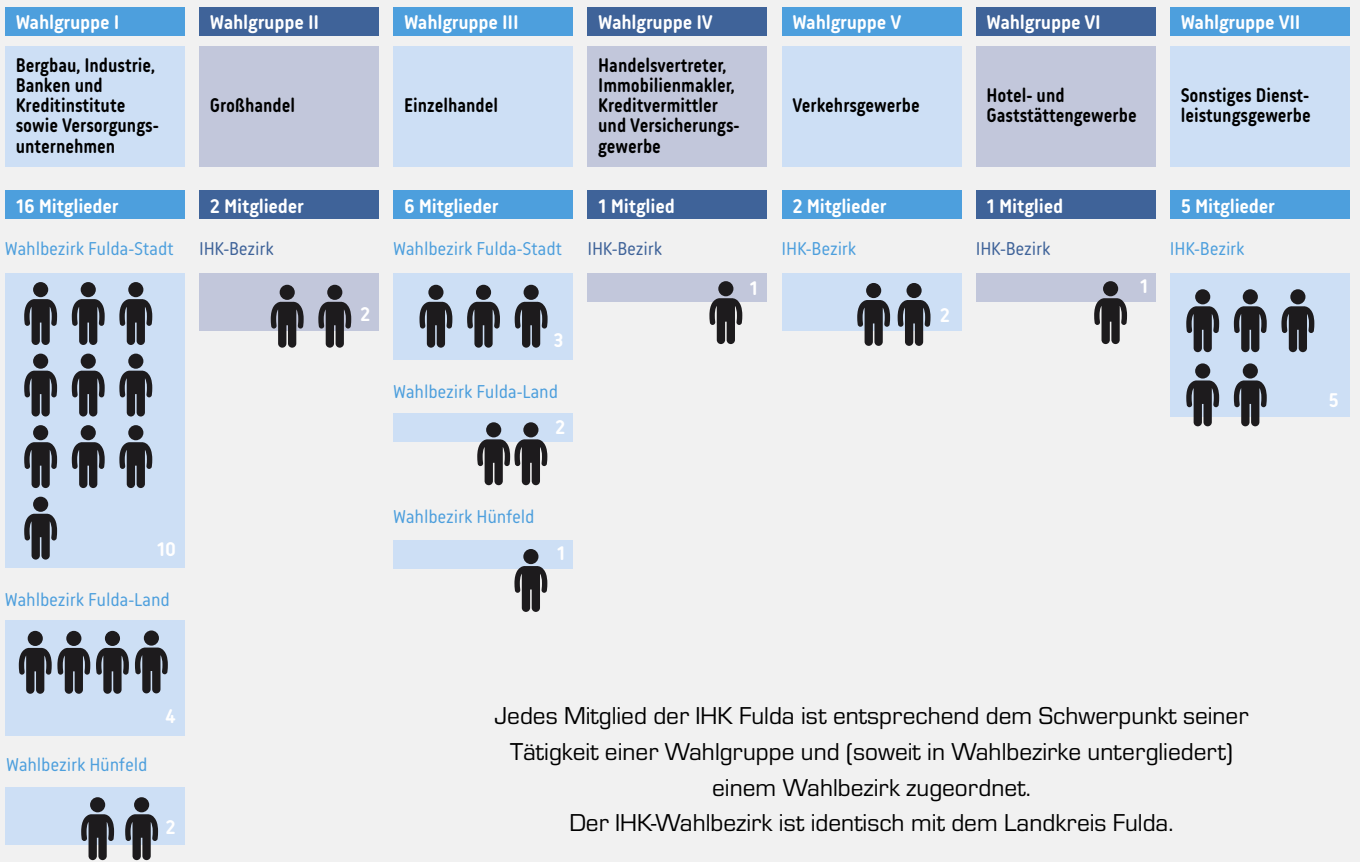 Wahlgruppe I
Bergbau, Industrie,
Banken und
Kreditinstitute
sowie Versorgungs-
unternehmen
16 Mitglieder
Wahlbezirk Fulda-Stadt
10
Wahlbezirk Fulda-Land
4
Wahlbezirk Hünfeld
2
Wahlgruppe II
Großhandel
2 Mitglieder
IHK-Bezirk
2
Wahlgruppe III
Einzelhandel
6 Mitglieder
Wahlbezirk Fulda-Stadt
3
Wahlbezirk Fulda-Land
2
Wahlbezirk Hünfeld
1
Wahlgruppe IV
Handelsvertreter,
Immobilienmakler,
Kreditvermittler
und Versicherungs-
gewerbe
1 Mitglied
IHK-Bezirk
1
Wahlgruppe V
Verkehrsgewerbe
2 Mitglieder
IHK-Bezirk
2
Wahlgruppe VI
Hotel- und
Gaststättengewerbe
1 Mitglied
IHK-Bezirk
1
Wahlgruppe VII
Sonstiges Dienst-
leistungsgewerbe
5 Mitglieder
IHK-Bezirk
5
Jedes Mitglied der IHK Fulda ist entsprechend dem Schwerpunkt seiner
Tätigkeit einer Wahlgruppe und (soweit in Wahlbezirke untergliedert)
einem Wahlbezirk zugeordnet.
Der IHK-Wahlbezirk ist identisch mit dem Landkreis Fulda.